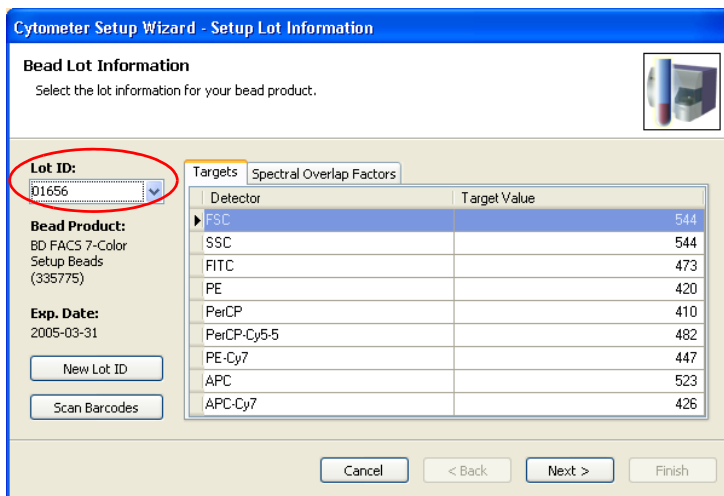 Cytometer Setup Wizard - Setup Lot Information
Bead Lot Information
Select the lot information for your bead product.
Lot ID:
01656
Bead Product:
BD FACS 7-Color
Setup Beads
(335775)
Exp. Date:
2005-03-31
New Lot ID
Scan Barcodes
Targets Spectral Overlap Factors
Detector Target Value
FSC 544
SSC 544
FITC 473
PE 420
PerCP 410
PerCP-Cy5-5 482
PE-Cy7 447
APC 523
APC-Cy7 426
Cancel < Back Next > Finish